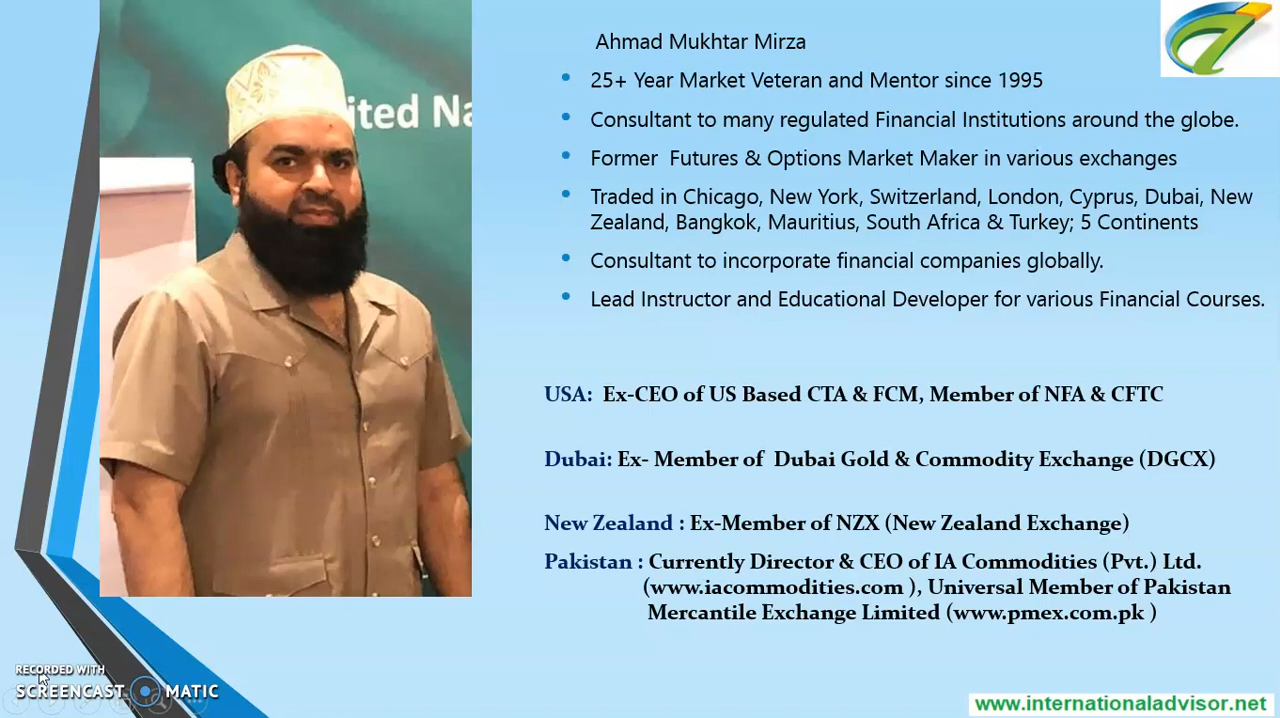 ited Na
Ahmad Mukhtar Mirza
25+ Year Market Veteran and Mentor since 1995
Consultant to many regulated Financial Institutions around the globe.
Former Futures & Options Market Maker in various exchanges
Traded in Chicago, New York, Switzerland, London, Cyprus, Dubai, New
Zealand, Bangkok, Mauritius, South Africa & Turkey; 5 Continents
Consultant to incorporate financial companies globally.
Lead Instructor and Educational Developer for various Financial Courses.
USA: Ex-CEO of US Based CTA & FCM, Member of NFA & CFTC
Dubai: Ex- Member of Dubai Gold & Commodity Exchange (DGCX)
New Zealand : Ex-Member of NZX (New Zealand Exchange)
Pakistan : Currently Director & CEO of IA Commodities (Pvt.) Ltd.
(www.iacommodities.com ), Universal Member of Pakistan
Mercantile Exchange Limited (www.pmex.com.pk )
RECORDED WITH
SCREENCAST MATIC
www.internationaladvisor.net